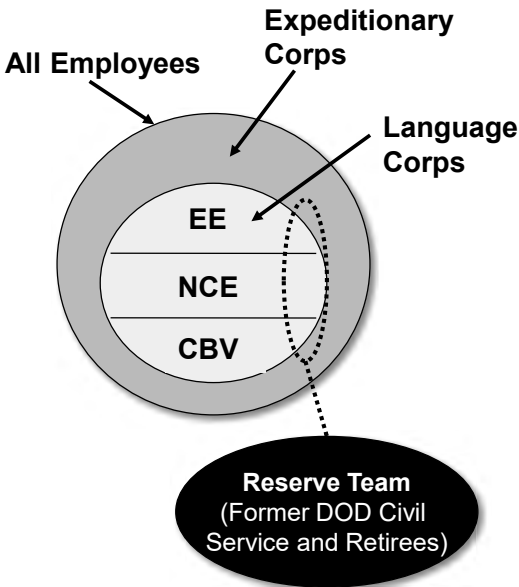 Expeditionary
Corps
All Employees
Language
Corps
EE
NCE
CBV
Reserve Team
(Former DOD Civil
Service and Retirees)